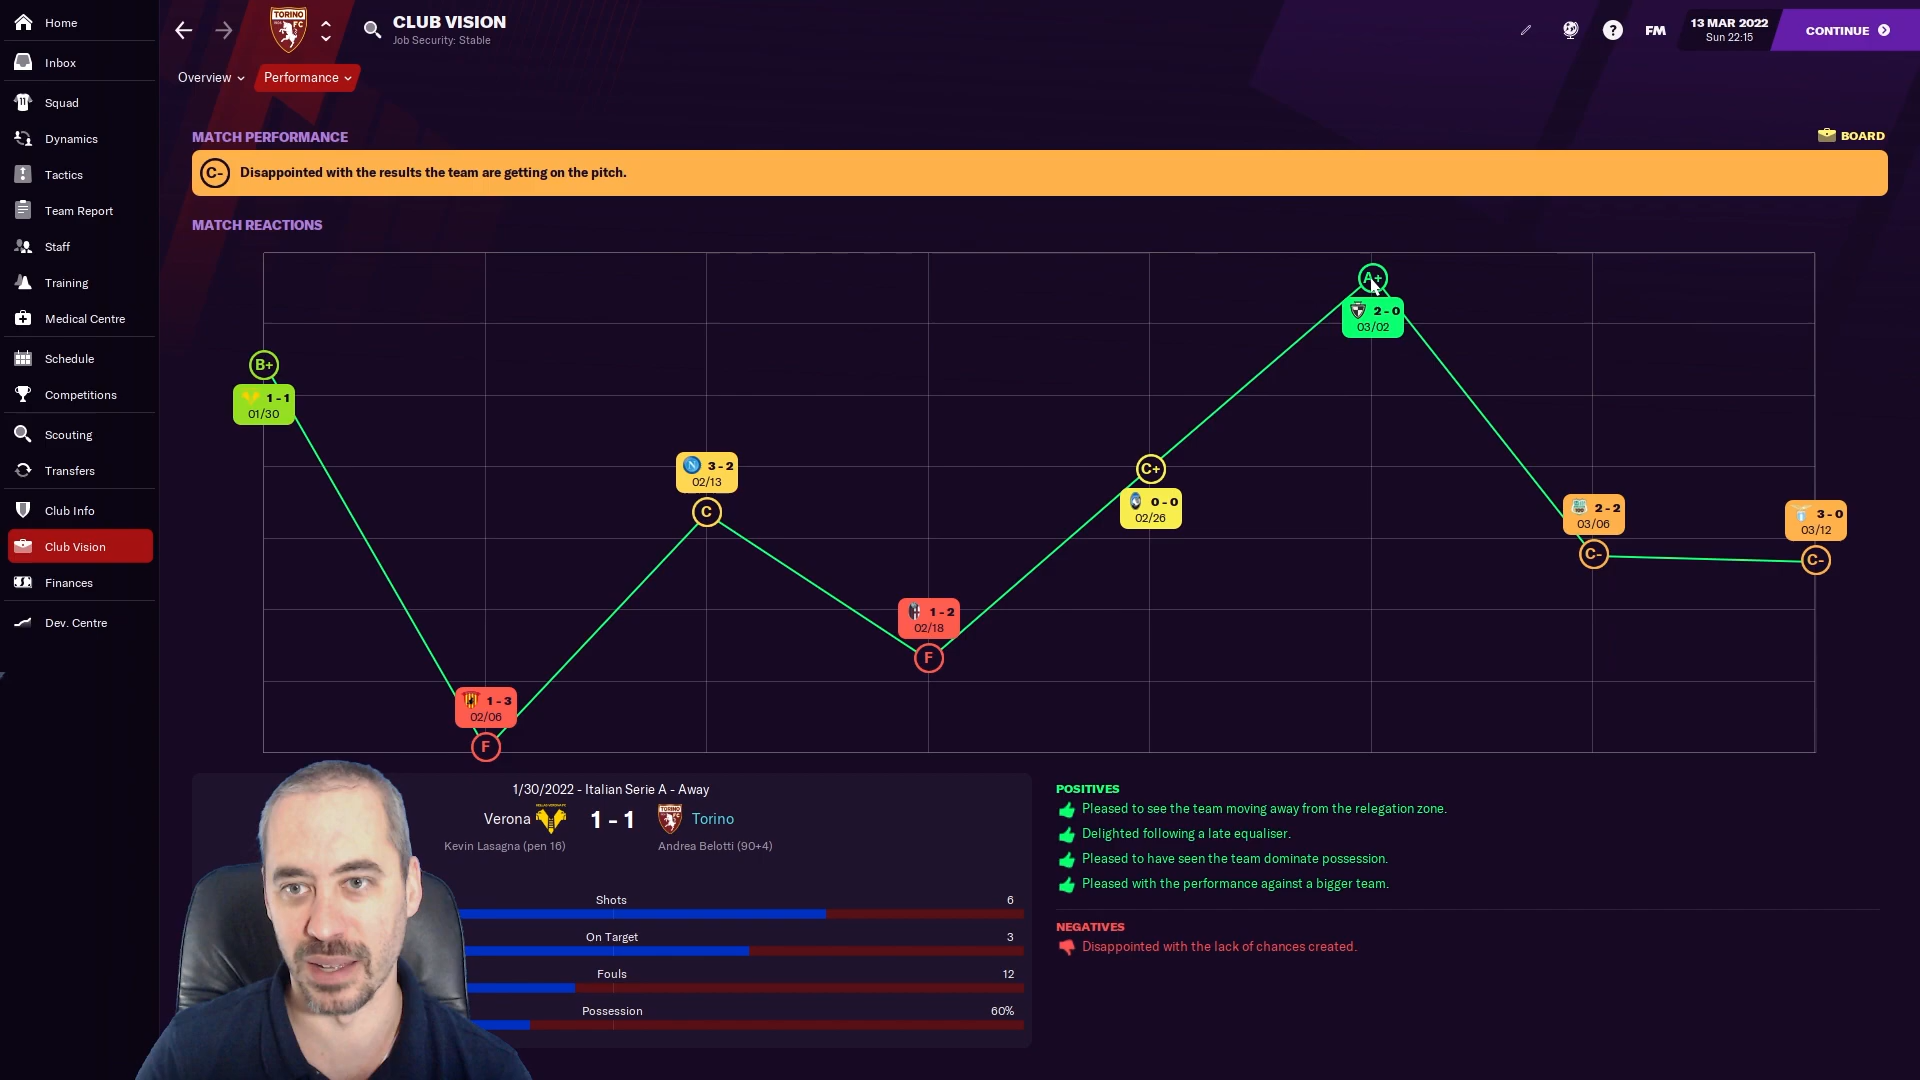 Home
Inbox
Squad
Dynamics
Tactics
Team Report
Staff
Training
Medical Centre
Schedule
Competitions
Scouting
Transfers
Club Info
Club Vision
Finances
Dev. Centre
TORINO
FC
CLUB VISION
Job Security: Stable
FM
13 MAR 2022
Sun 22:15
CONTINUE
Overview
Performance
MATCH PERFORMANCE
BOARD
C- Disappointed with the results the team are getting on the pitch.
MATCH REACTIONS
B+
1 - 1
01/30
1 - 3
02/06
F
N 3 - 2
02/13
C
1 - 2
02/18
F
C+
0 - 0
02/26
A+
2 - 0
03/02
2 - 2
03/06
C-
3 - 0
03/12
C-
1/30/2022 - Italian Serie A - Away
Verona 1 - 1 TORINO Torino
Kevin Lasagna (pen 16) Andrea Belotti (90+4)
Shots 6
On Target 3
Fouls 12
Possession 60%
POSITIVES
Pleased to see the team moving away from the relegation zone.
Delighted following a late equaliser.
Pleased to have seen the team dominate possession.
Pleased with the performance against a bigger team.
NEGATIVES
Disappointed with the lack of chances created.